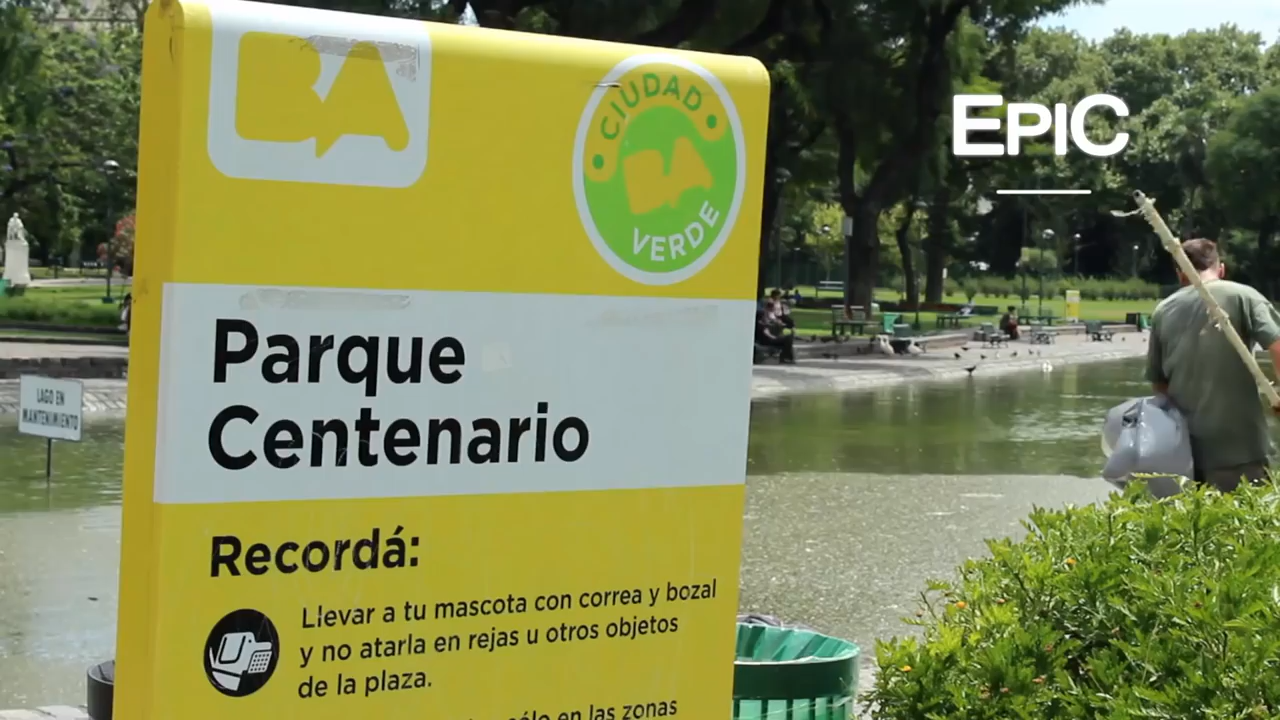 BA
CIUDAD
VERDE
EPIC
Parque
Centenario
LAGO EN
MANTENIMIENTO
Recordá:
Llevar a tu mascota con correa y bozal
y no atarla en rejas u otros objetos
de la plaza.
sólo en las zonas